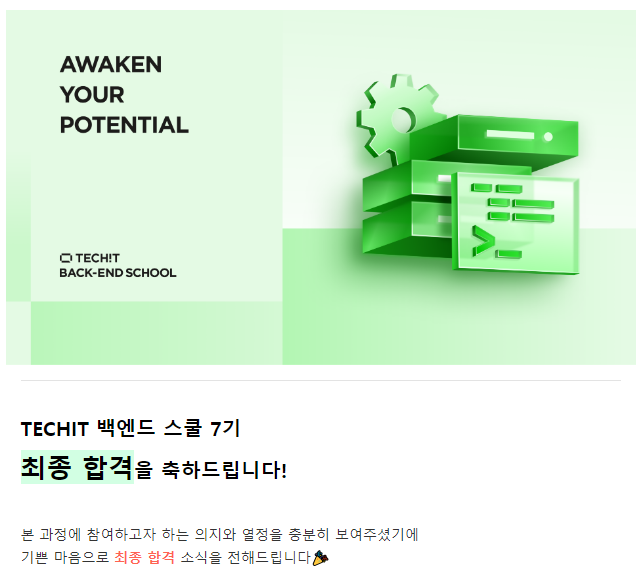 AWAKEN
YOUR
POTENTIAL
TECH!T
BACK-END SCHOOL
TECHIT 백엔드 스쿨 7기
최종 합격을 축하드립니다!
본 과정에 참여하고자 하는 의지와 열정을 충분히 보여주셨기에
기쁜 마음으로 최종 합격 소식을 전해드립니다🎉